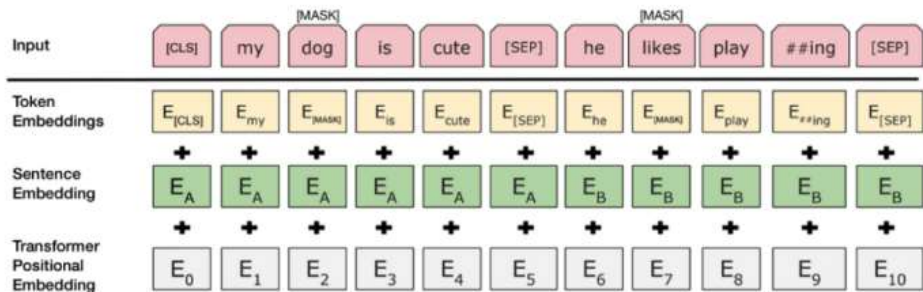 [MASK] [MASK]
Input [CLS] my dog is cute [SEP] he likes play ##ing [SEP]
Token
Embeddings
E[CLS] Emy E[MASK] Eis Ecute E[SEP] Ehe E[MASK] Eplay E##ing E[SEP]
+ + + + + + + + + + +
Sentence
Embedding
EA EA EA EA EA EA EB EB EB EB EB
+ + + + + + + + + + +
Transformer
Positional
Embedding
E0 E1 E2 E3 E4 E5 E6 E7 E8 E9 E10